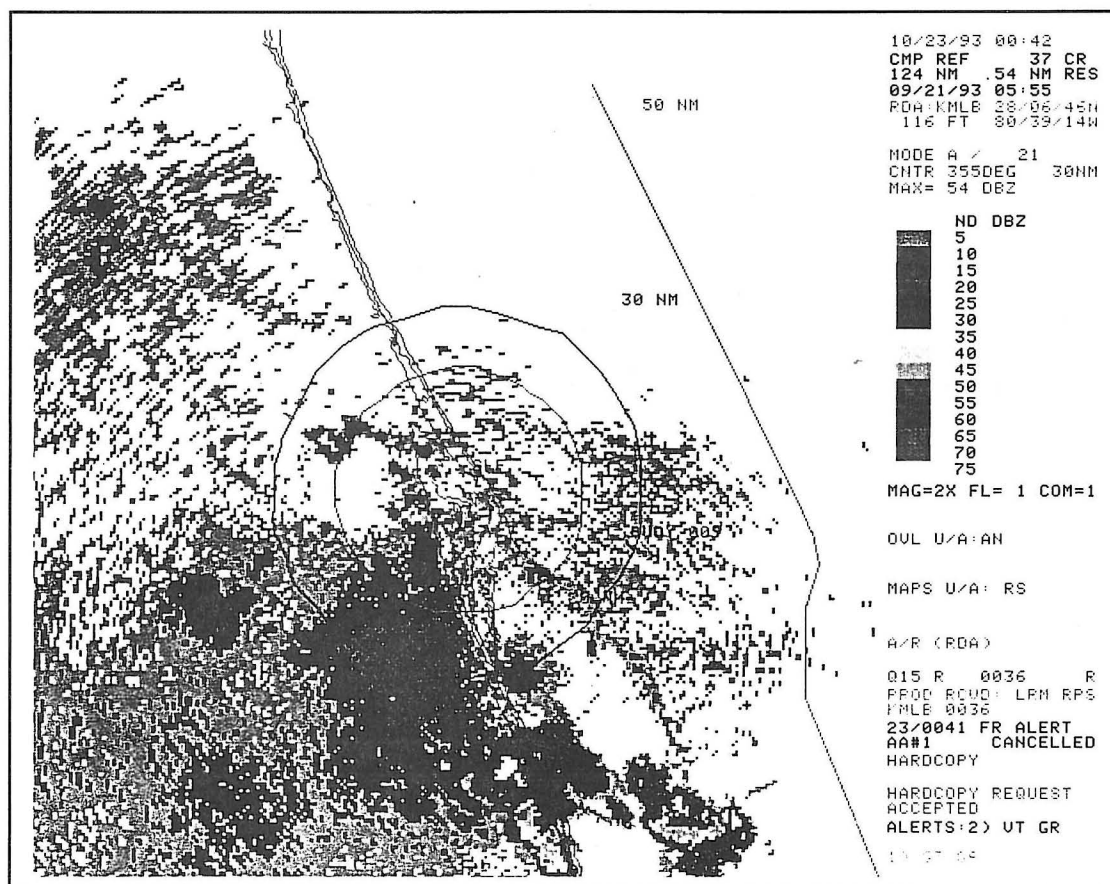 50 NM
30 NM
BUOY 009
10/23/93 00:42
CMP REF 37 CR
124 NM .54 NM RES
09/21/93 05:55
RDA:KMLB 28/06/46N
116 FT 80/39/14W
MODE A / 21
CNTR 355DEG 30NM
MAX= 54 DBZ
ND DBZ
5
10
15
20
25
30
35
40
45
50
55
60
65
70
75
MAG=2X FL= 1 COM=1
OVL U/A:AN
MAPS U/A: RS
A/R (RDA)
Q15 R 0036 R
PROD RCVD: LRM RPS
KMLB 0036
23/0041 FR ALERT
AA#1 CANCELLED
HARDCOPY
HARDCOPY REQUEST
ACCEPTED
ALERTS:2) VT GR